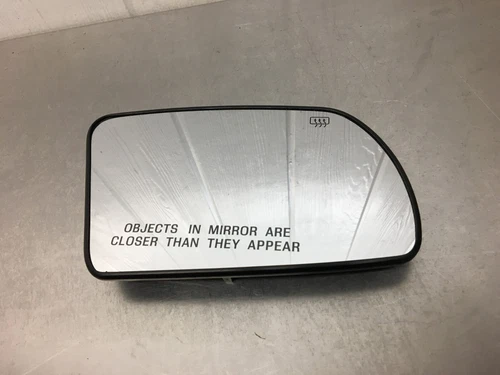 OBJECTS IN MIRROR ARE
CLOSER THAN THEY APPEAR